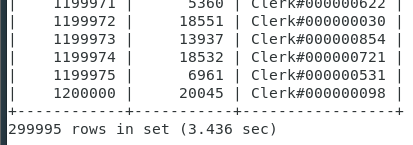 | 1199971 | 5360 | Clerk#000000622 |
| 1199972 | 18551 | Clerk#000000030 |
| 1199973 | 13937 | Clerk#000000854 |
| 1199974 | 18532 | Clerk#000000721 |
| 1199975 | 6961 | Clerk#000000531 |
| 1200000 | 20045 | Clerk#000000098 |
+-----------+-----------+-----------------+
299995 rows in set (3.436 sec)